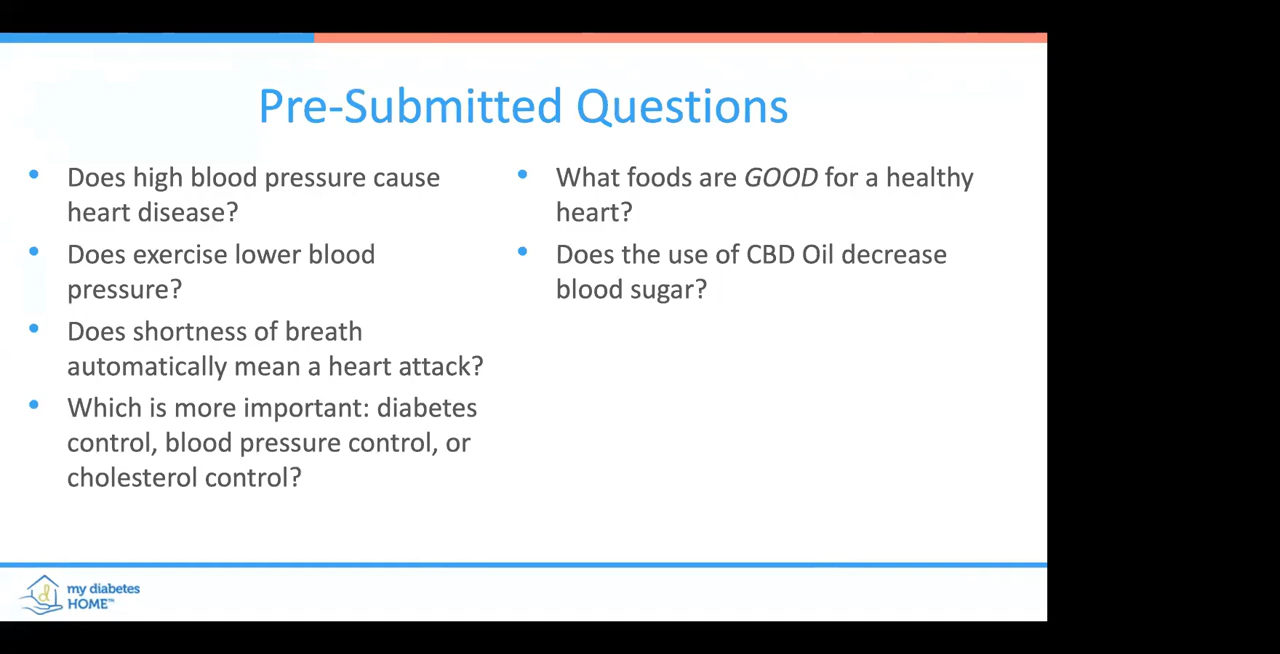 Pre-Submitted Questions
• Does high blood pressure cause
heart disease?
• Does exercise lower blood
pressure?
• Does shortness of breath
automatically mean a heart attack?
• Which is more important: diabetes
control, blood pressure control, or
cholesterol control?
• What foods are GOOD for a healthy
heart?
• Does the use of CBD Oil decrease
blood sugar?
d
my diabetes
HOME™